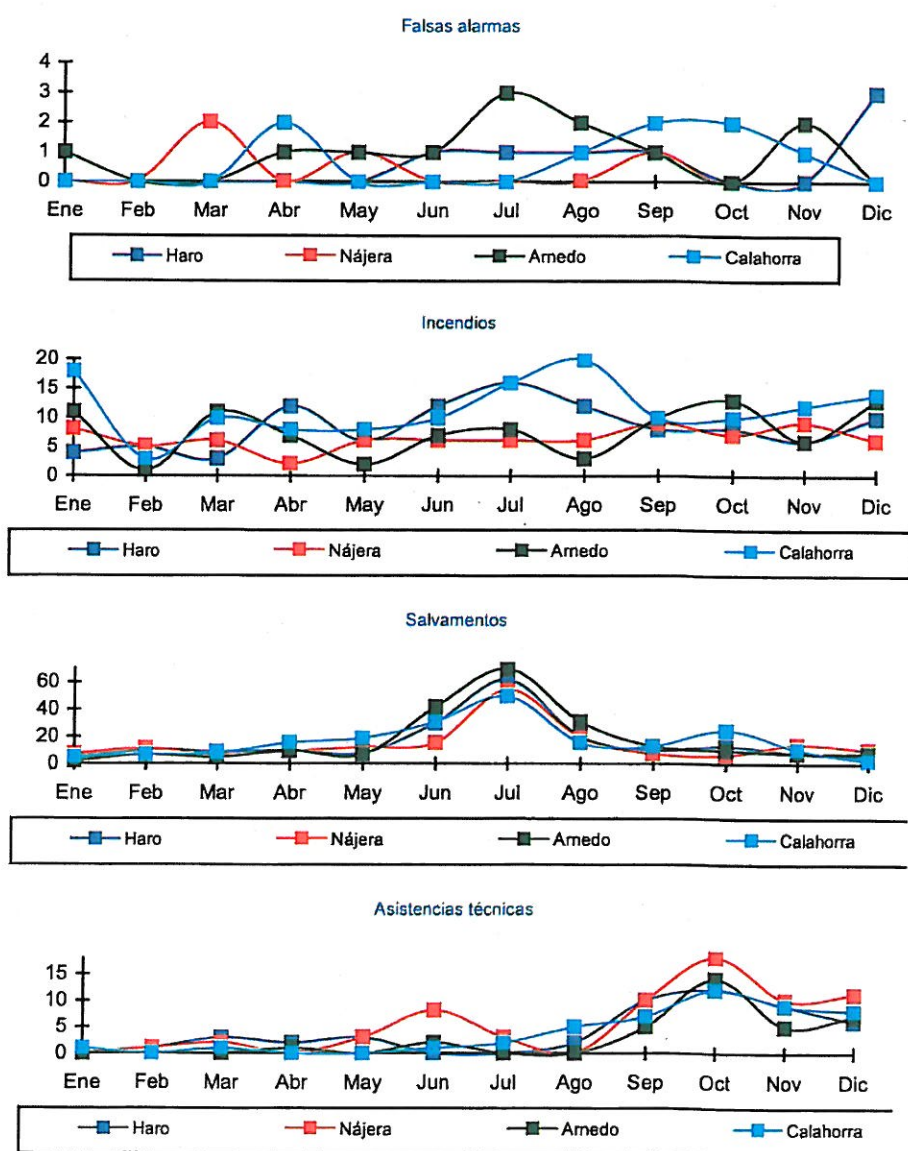 Falsas alarmas
4
3
2
1
0
Ene Feb Mar Abr May Jun Jul Ago Sep Oct Nov Dic
Haro Nájera Arnedo Calahorra
Incendios
20
15
10
5
0
Ene Feb Mar Abr May Jun Jul Ago Sep Oct Nov Dic
Haro Nájera Arnedo Calahorra
Salvamentos
60
40
20
0
Ene Feb Mar Abr May Jun Jul Ago Sep Oct Nov Dic
Haro Nájera Arnedo Calahorra
Asistencias técnicas
15
10
5
0
Ene Feb Mar Abr May Jun Jul Ago Sep Oct Nov Dic
Haro Nájera Arnedo Calahorra